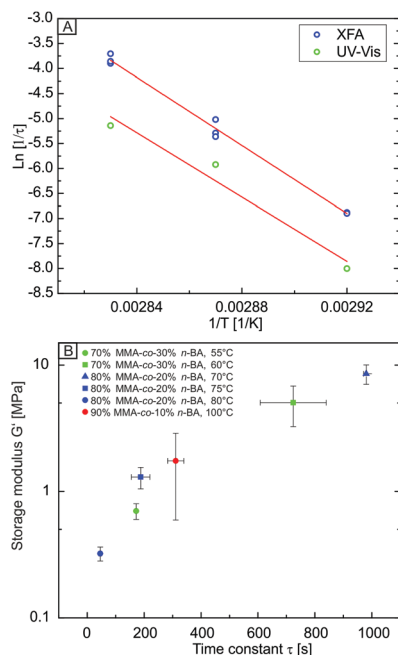 A
XFA
UV-Vis
-3.0
-3.5
-4.0
-4.5
-5.0
-5.5
-6.0
-6.5
-7.0
-7.5
-8.0
-8.5
Ln [1/τ]
0.00284 0.00288 0.00292
1/T [1/K]
B
70% MMA-co-30% n-BA, 55°C
70% MMA-co-30% n-BA, 60°C
80% MMA-co-20% n-BA, 70°C
80% MMA-co-20% n-BA, 75°C
80% MMA-co-20% n-BA, 80°C
90% MMA-co-10% n-BA, 100°C
10
1
0.1
Storage modulus G' [MPa]
0 200 400 600 800 1000
Time constant τ [s]